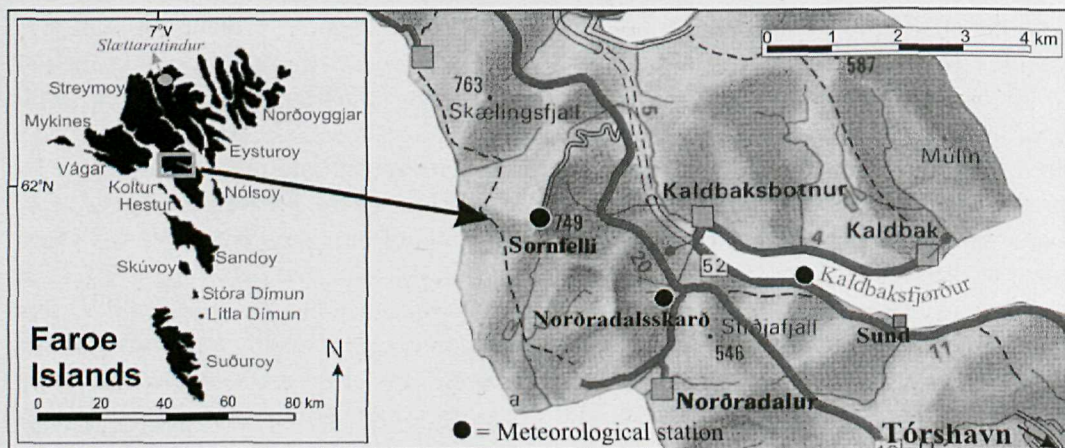 7°V
Slættaratindur
Streymoy
Norðoyggjar
Mykines
Eysturoy
Vágar
62°N
Koltur
Nólsoy
Hestur
Sandoy
Skúvoy
Stóra Dímun
Lítla Dímun
Suðuroy
Faroe
Islands
N
0 20 40 60 80 km
0 1 2 3 4 km
587
763
Skælingsfjall
5
Múlin
Kaldbaksbotnur
749
Sornfelli
4
Kaldbak
20
52
Kaldbaksfjørður
Norðradalsskarð
Stiðjafjall
Sund
546
11
a
Norðradalur
= Meteorological station
Tórshavn